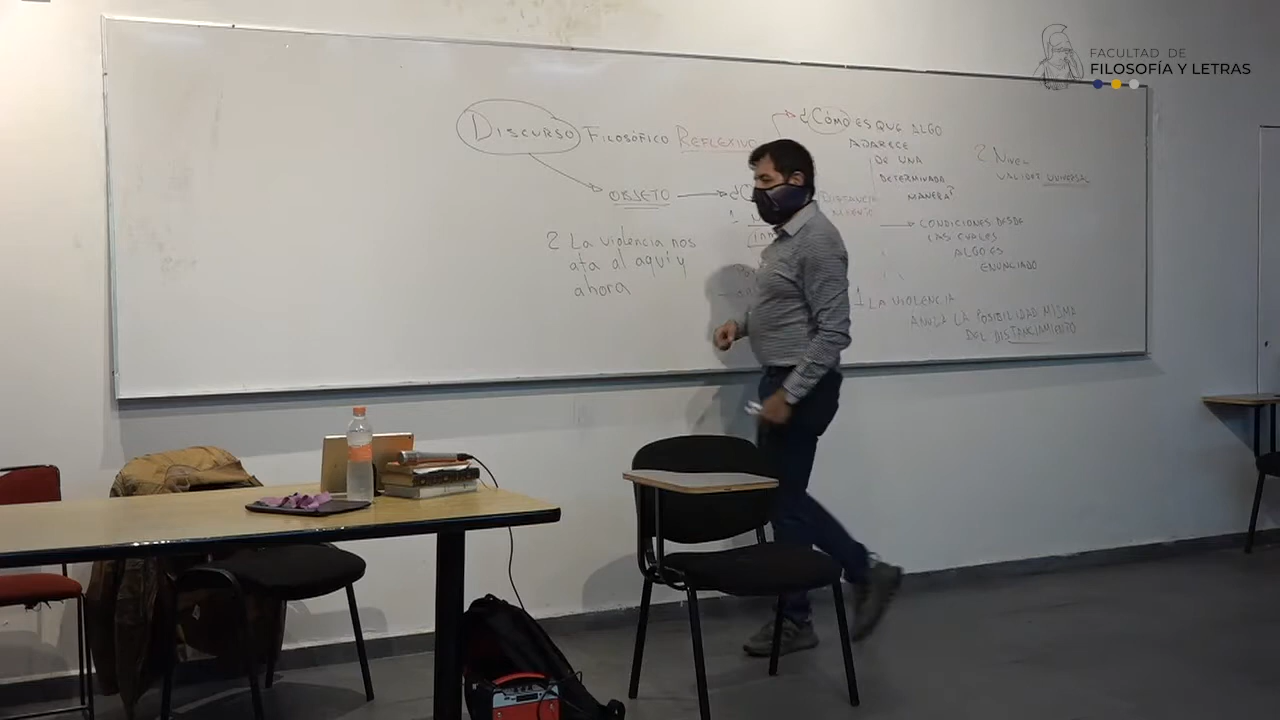 FACULTAD DE
FILOSOFÍA Y LETRAS
DISCURSO FILOSÓFICO REFLEXIVO
¿CÓMO ES QUE ALGO
APARECE
DE UNA
DETERMINADA
MANERA?
2 NIVEL
VALIDEZ UNIVERSAL
OBJETO
DISTANCIA
MIENTO
CONDICIONES DESDE
LAS CUALES
ALGO ES
ENUNCIADO
2 La violencia nos
ata al aquí y
ahora
1 LA VIOLENCIA
ANULA LA POSIBILIDAD MISMA
DEL DISTANCIAMIENTO